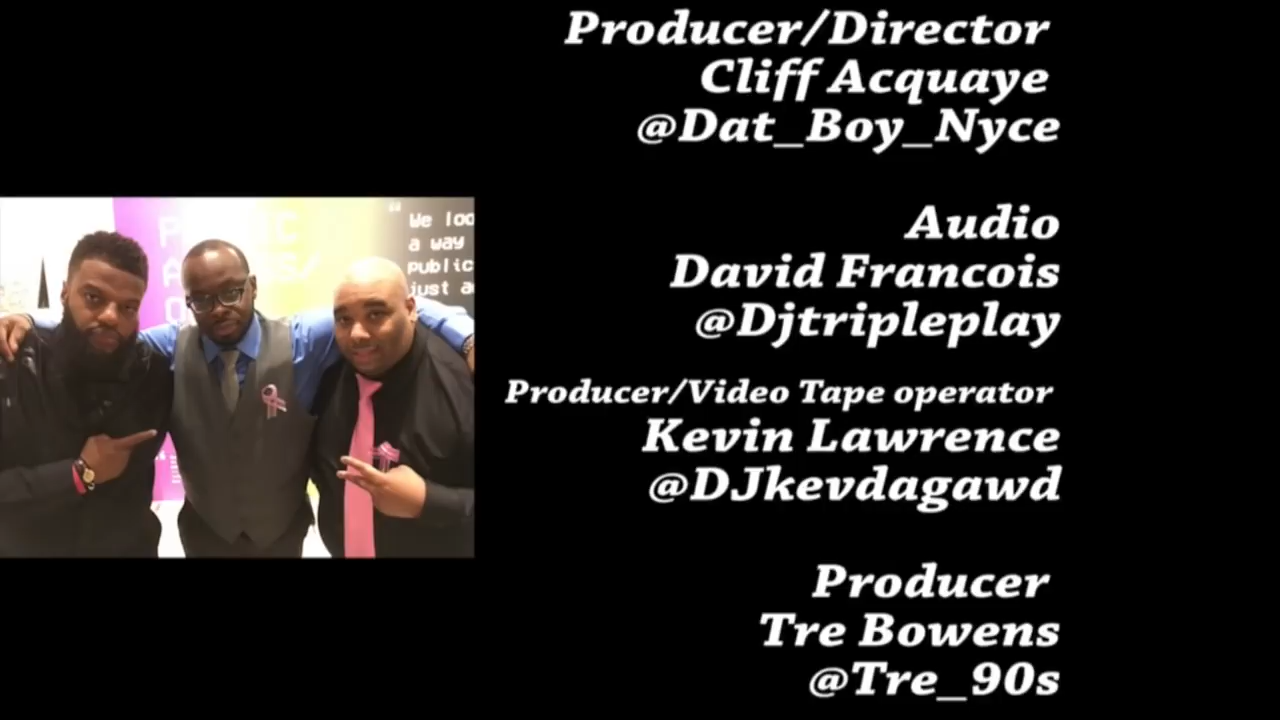 Producer/Director
Cliff Acquaye
@Dat_Boy_Nyce
Audio
David Francois
@Djtripleplay
Producer/Video Tape operator
Kevin Lawrence
@DJkevdagawd
Producer
Tre Bowens
@Tre_90s
We loo
a way
public
just a